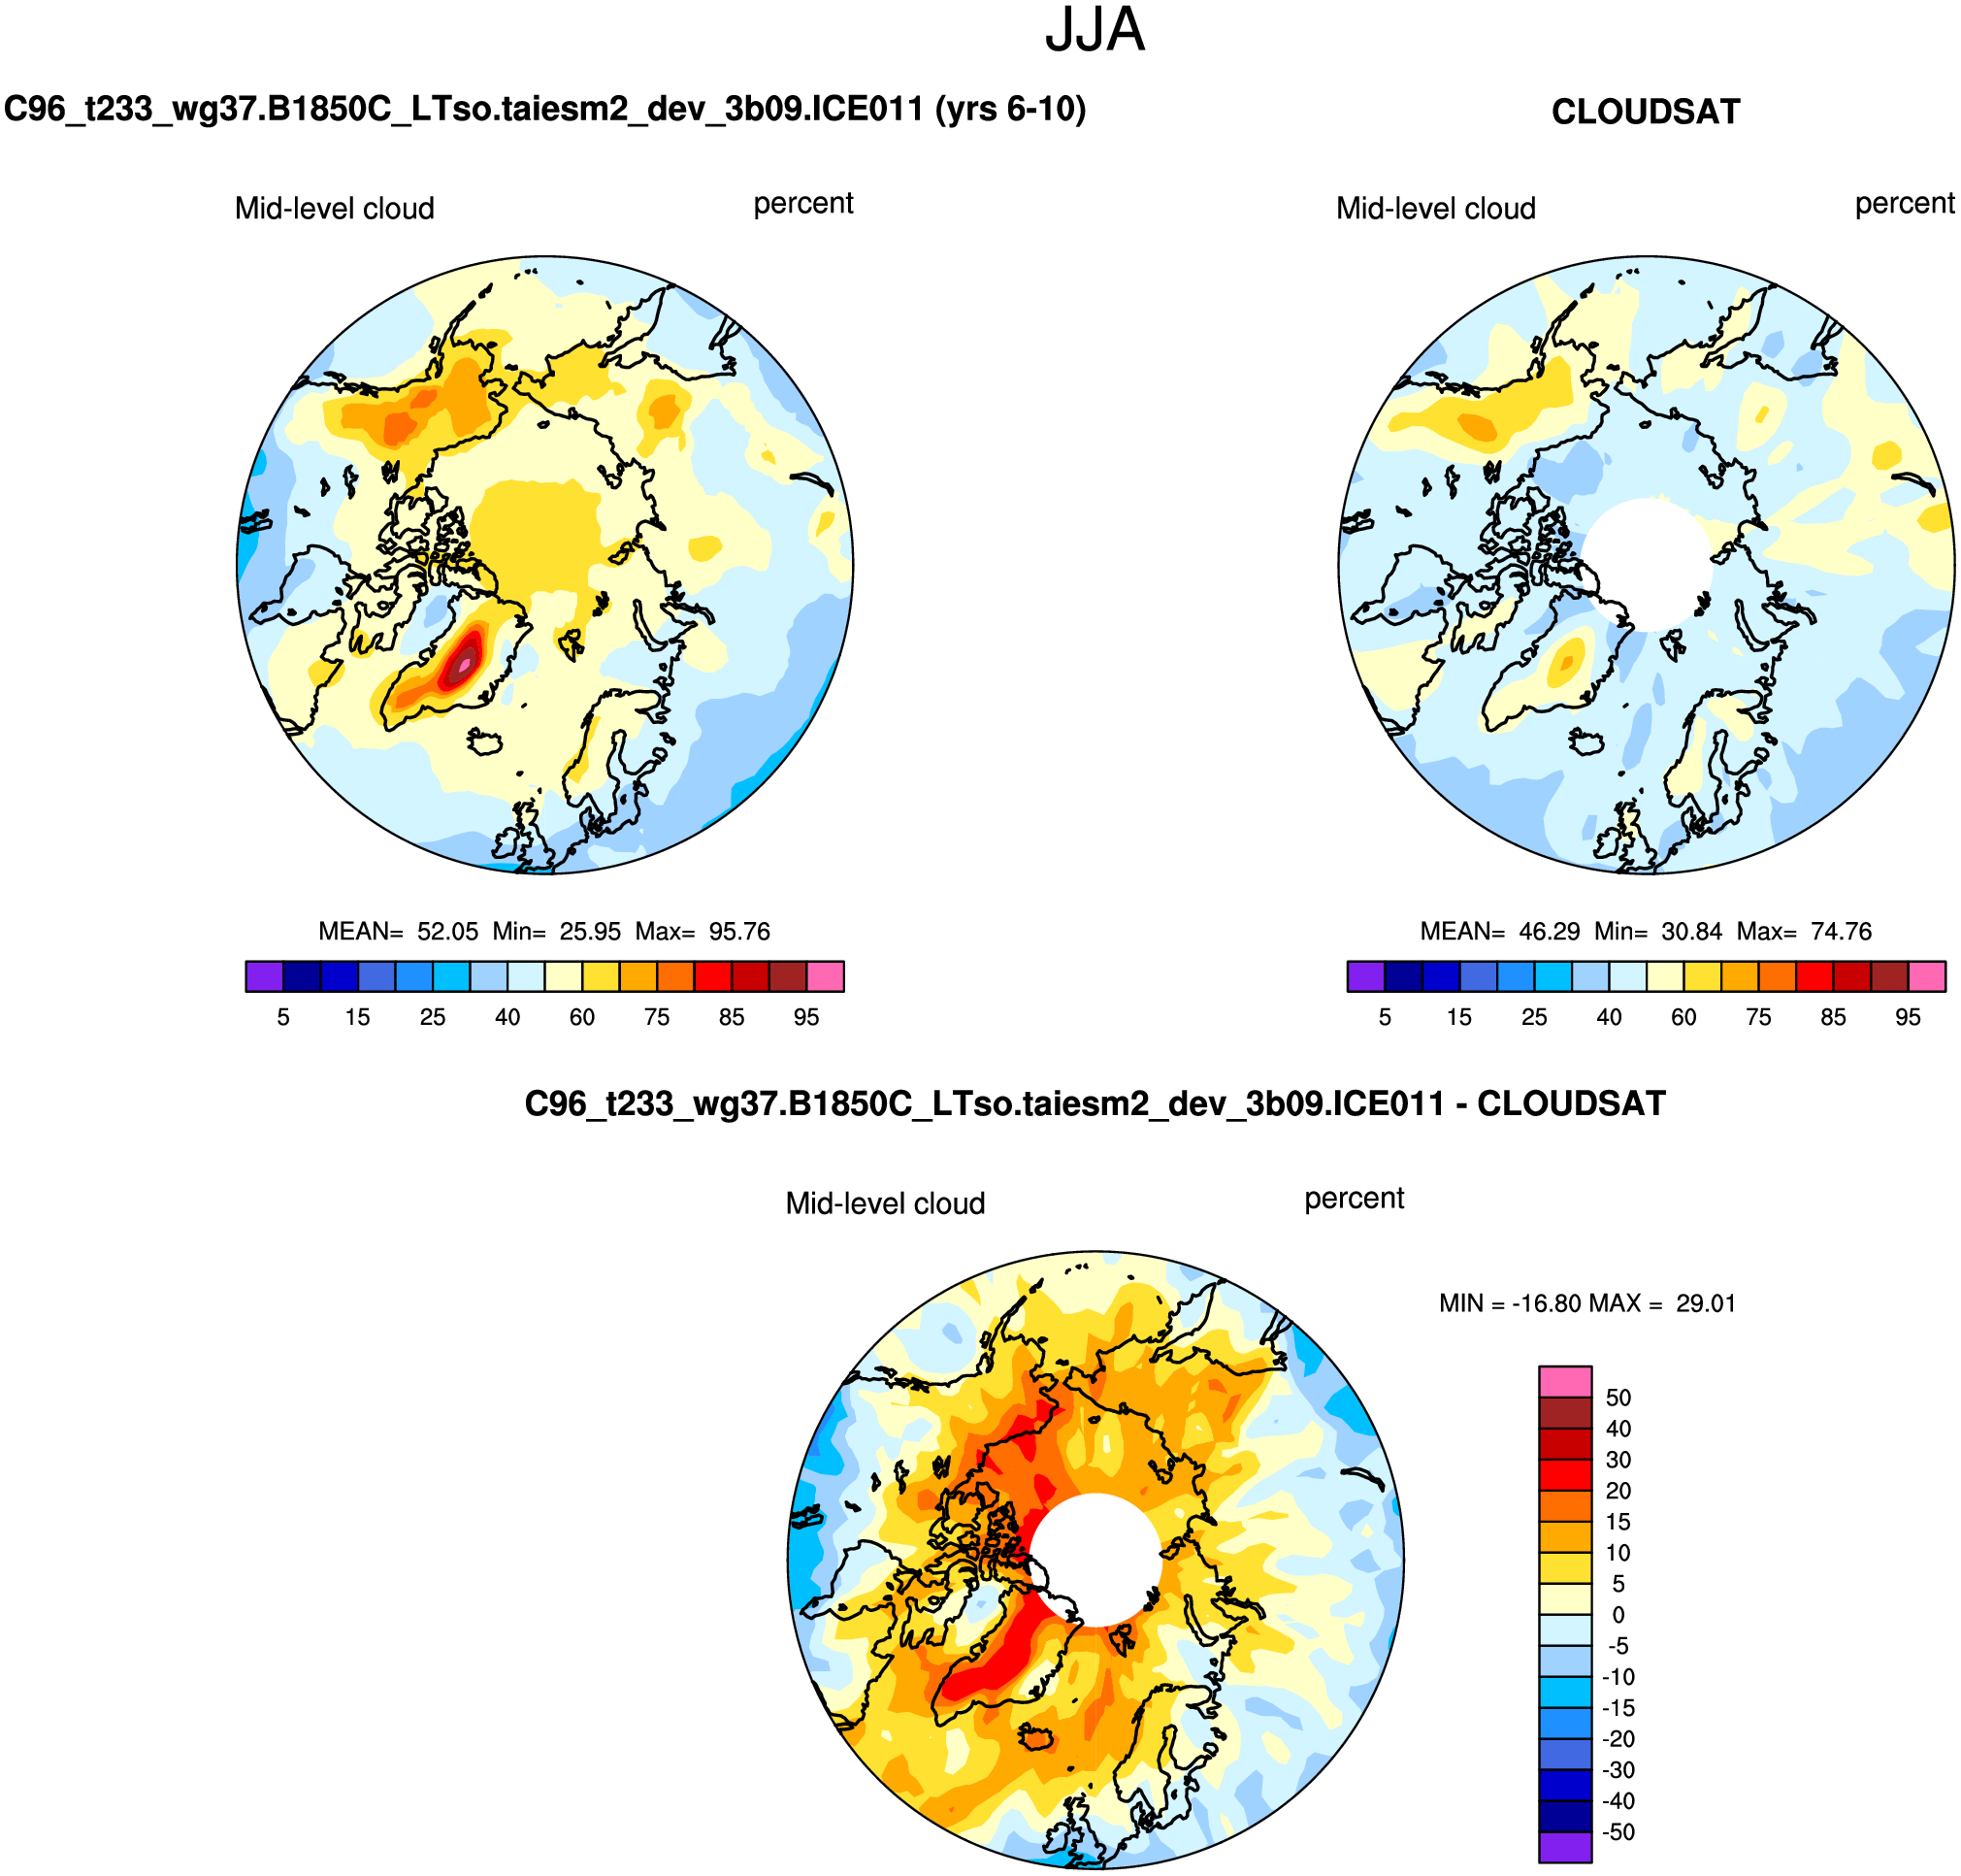 JJA
C96_t233_wg37.B1850C_LTso.taiesm2_dev_3b09.ICE011 (yrs 6-10)
CLOUDSAT
Mid-level cloud percent
Mid-level cloud percent
MEAN= 52.05 Min= 25.95 Max= 95.76
MEAN= 46.29 Min= 30.84 Max= 74.76
5 15 25 40 60 75 85 95
5 15 25 40 60 75 85 95
C96_t233_wg37.B1850C_LTso.taiesm2_dev_3b09.ICE011 - CLOUDSAT
Mid-level cloud percent
MIN = -16.80 MAX = 29.01
50
40
30
20
15
10
5
0
-5
-10
-15
-20
-30
-40
-50